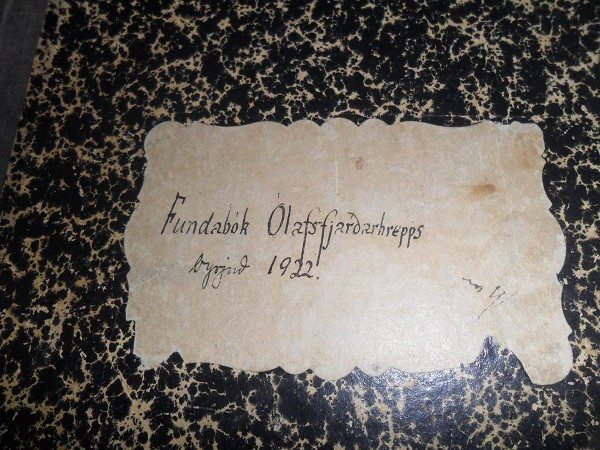 Fundabók Ólafsfjarðarhrepps
byrjuð 1922.